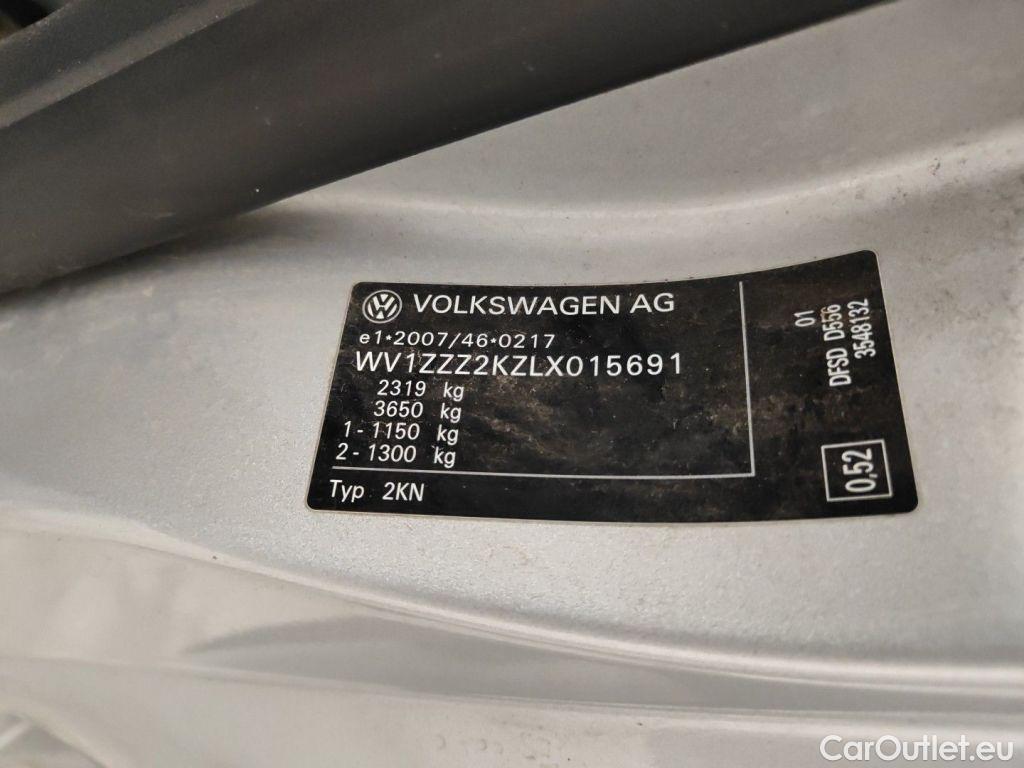 VOLKSWAGEN AG
e1*2007/46*0217
WV1ZZZ2KZLX015691
2319 kg
3650 kg
1 - 1150 kg
2 - 1300 kg
Typ 2KN
01
DFSD D556
3548132
0,52
CarOutlet.eu